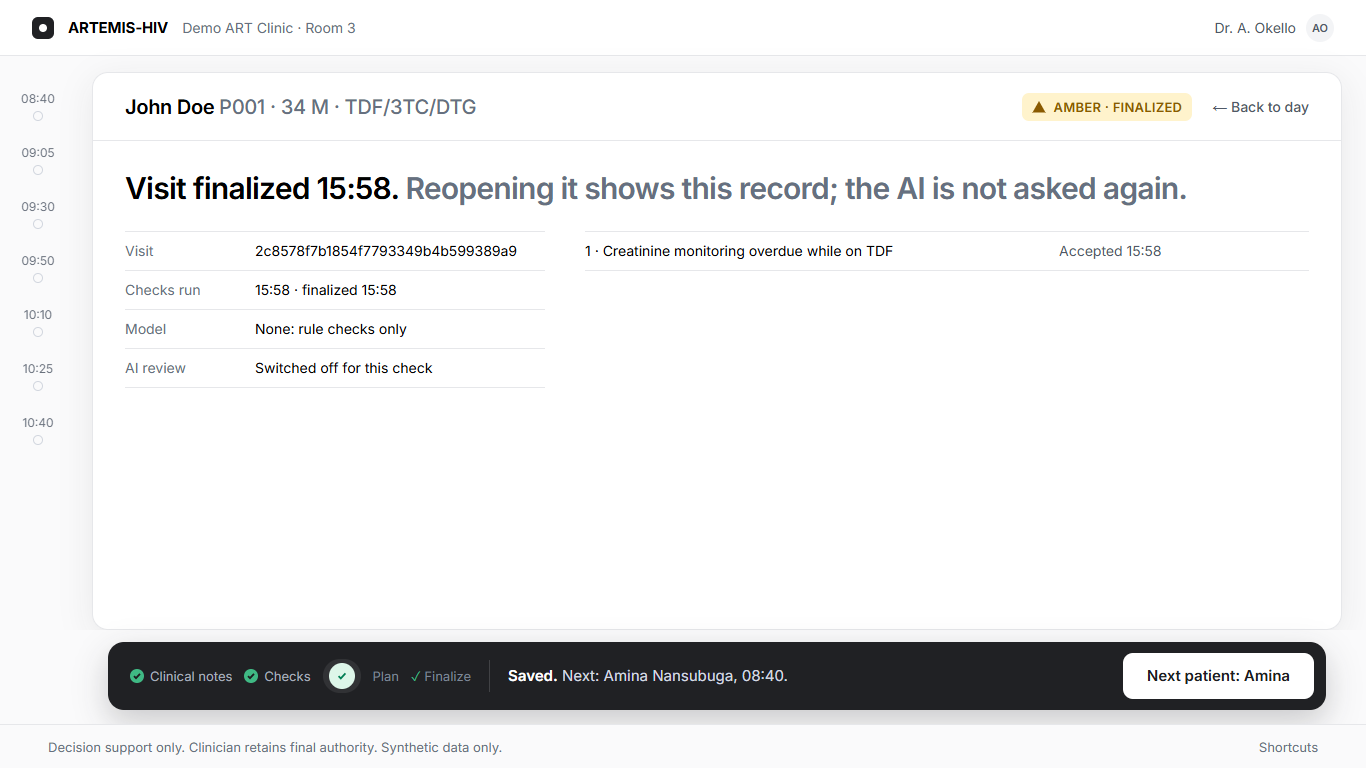 ARTEMIS-HIV Demo ART Clinic · Room 3
Dr. A. Okello AO
08:40
09:05
09:30
09:50
10:10
10:25
10:40
John Doe P001 · 34 M · TDF/3TC/DTG
AMBER · FINALIZED
← Back to day
Visit finalized 15:58. Reopening it shows this record; the AI is not asked again.
Visit 2c8578f7b1854f7793349b4b599389a9
Checks run 15:58 · finalized 15:58
Model None: rule checks only
AI review Switched off for this check
1 · Creatinine monitoring overdue while on TDF Accepted 15:58
Clinical notes Checks Plan ✓ Finalize
Saved. Next: Amina Nansubuga, 08:40.
Next patient: Amina
Decision support only. Clinician retains final authority. Synthetic data only.
Shortcuts